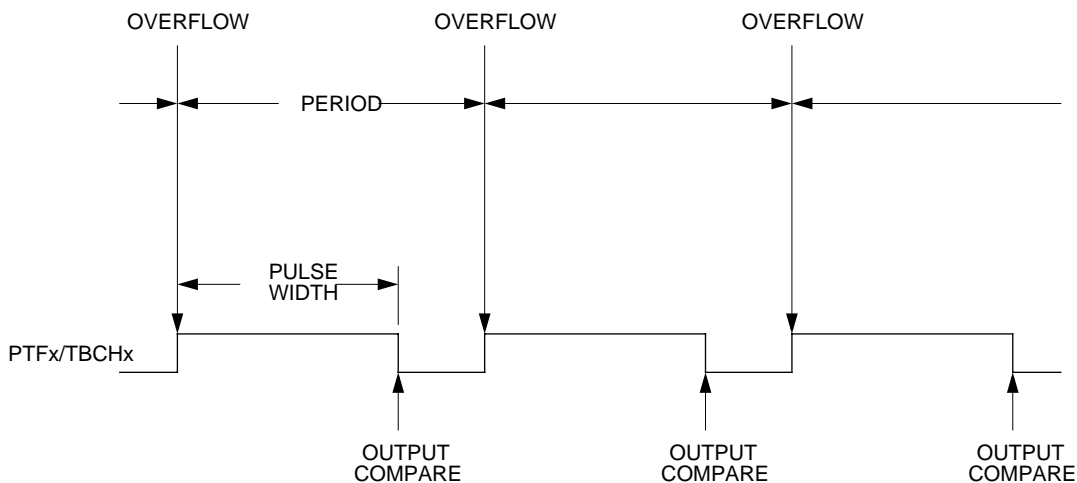 OVERFLOW
OVERFLOW
OVERFLOW
PERIOD
PULSE
WIDTH
PTFx/TBCHx
OUTPUT
COMPARE
OUTPUT
COMPARE
OUTPUT
COMPARE